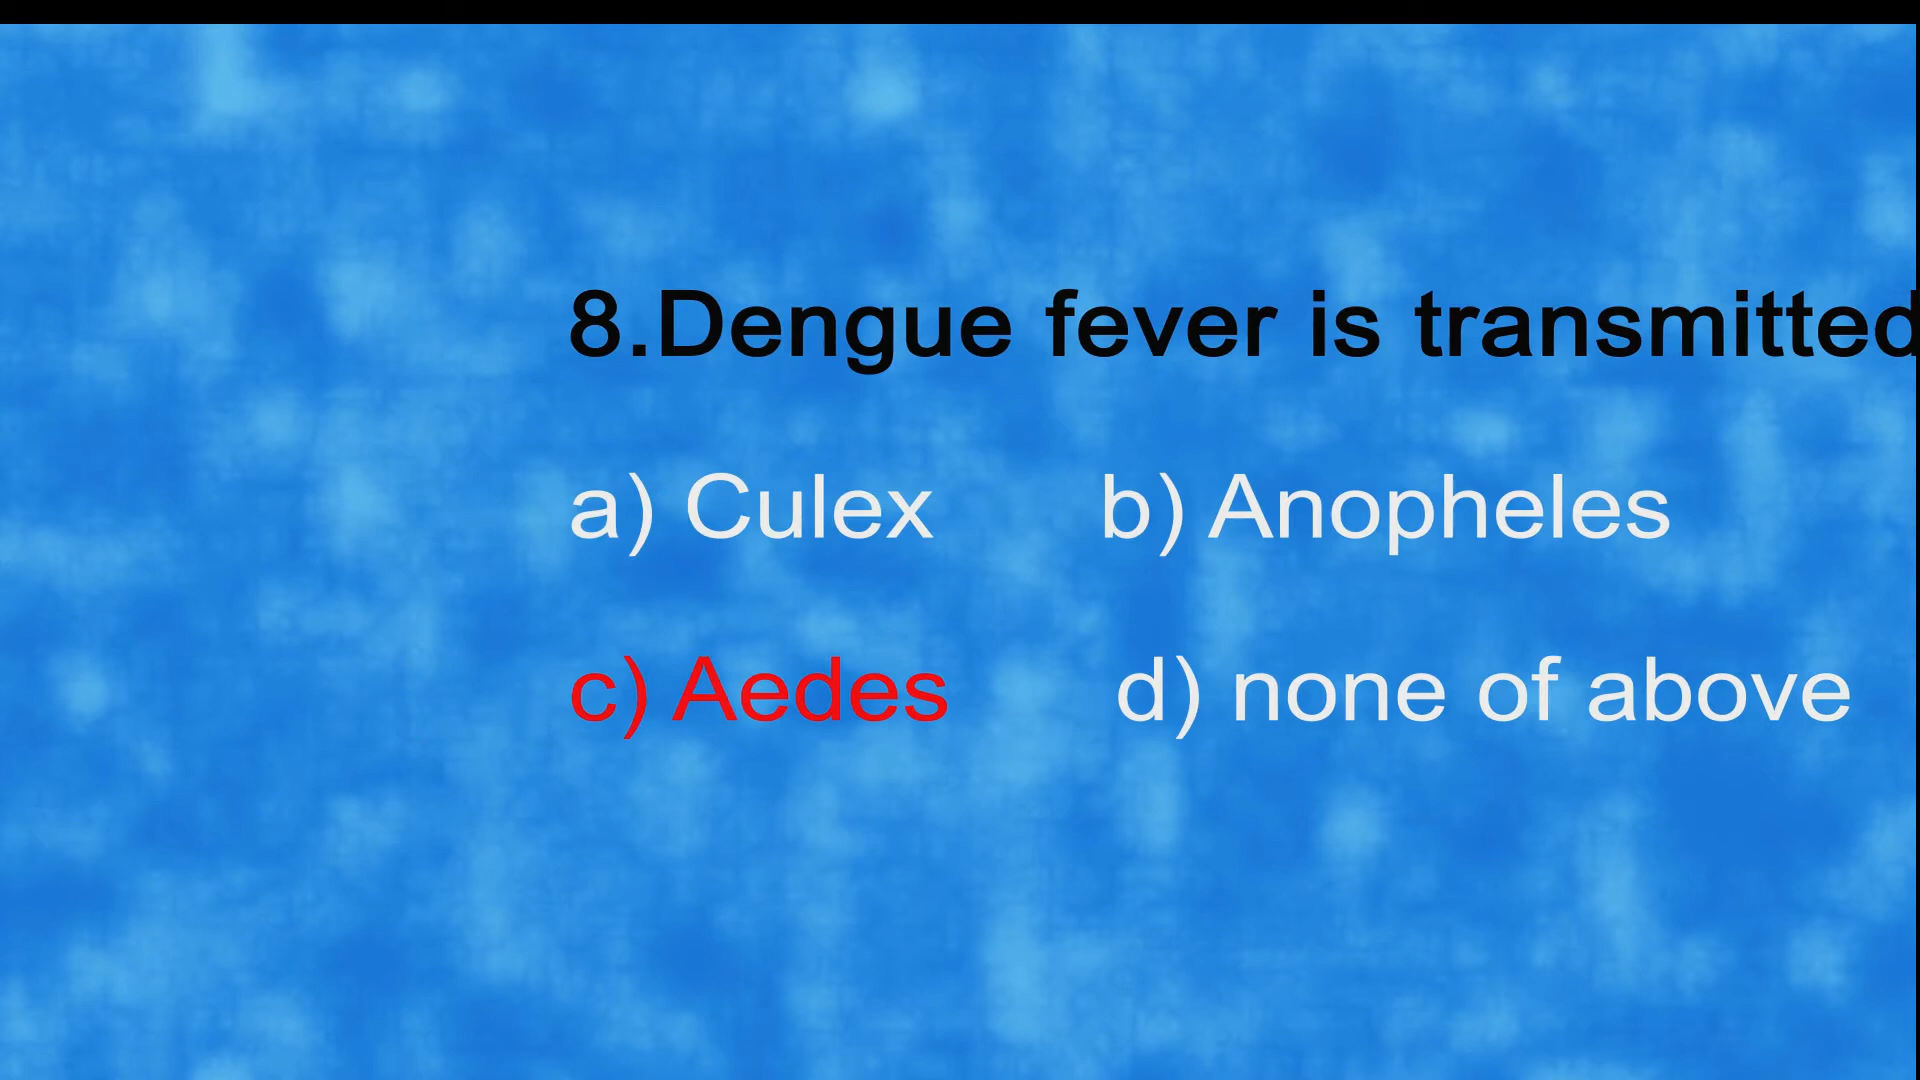 8.Dengue fever is transmitted
a) Culex b) Anopheles
c) Aedes d) none of above